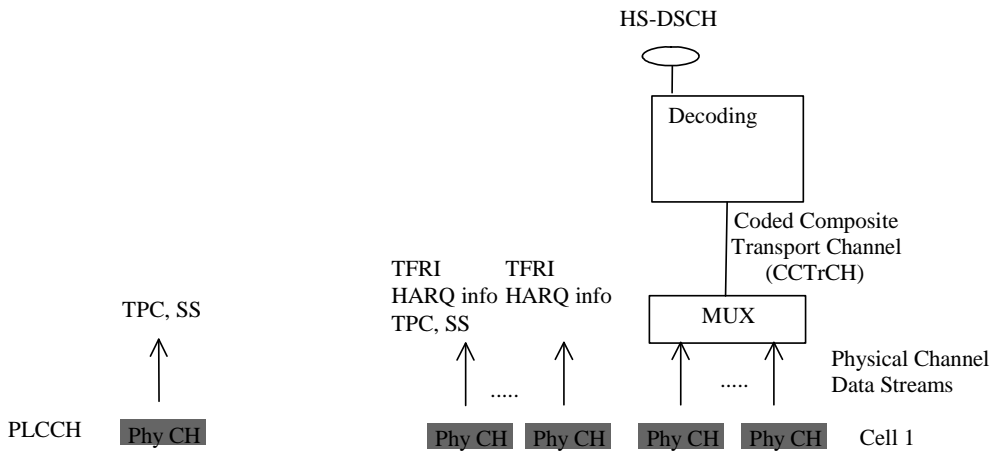 HS-DSCH
Decoding
Coded Composite
Transport Channel
(CCTrCH)
TFRI
HARQ info
TPC, SS
TFRI
HARQ info
TPC, SS
MUX
Physical Channel
Data Streams
.....
.....
PLCCH
Phy CH
Phy CH
Phy CH
Phy CH
Phy CH
Cell 1